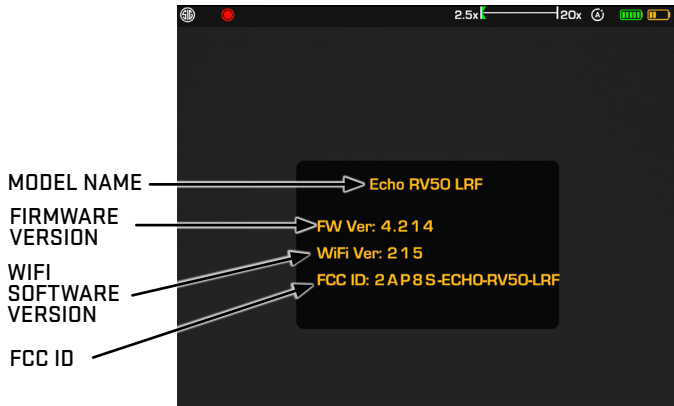 SIG
2.5x 20x A
MODEL NAME
Echo RV50 LRF
FIRMWARE
VERSION
FW Ver: 4.214
WiFi Ver: 215
WIFI
SOFTWARE
VERSION
FCC ID: 2AP8S-ECHO-RV50-LRF
FCC ID